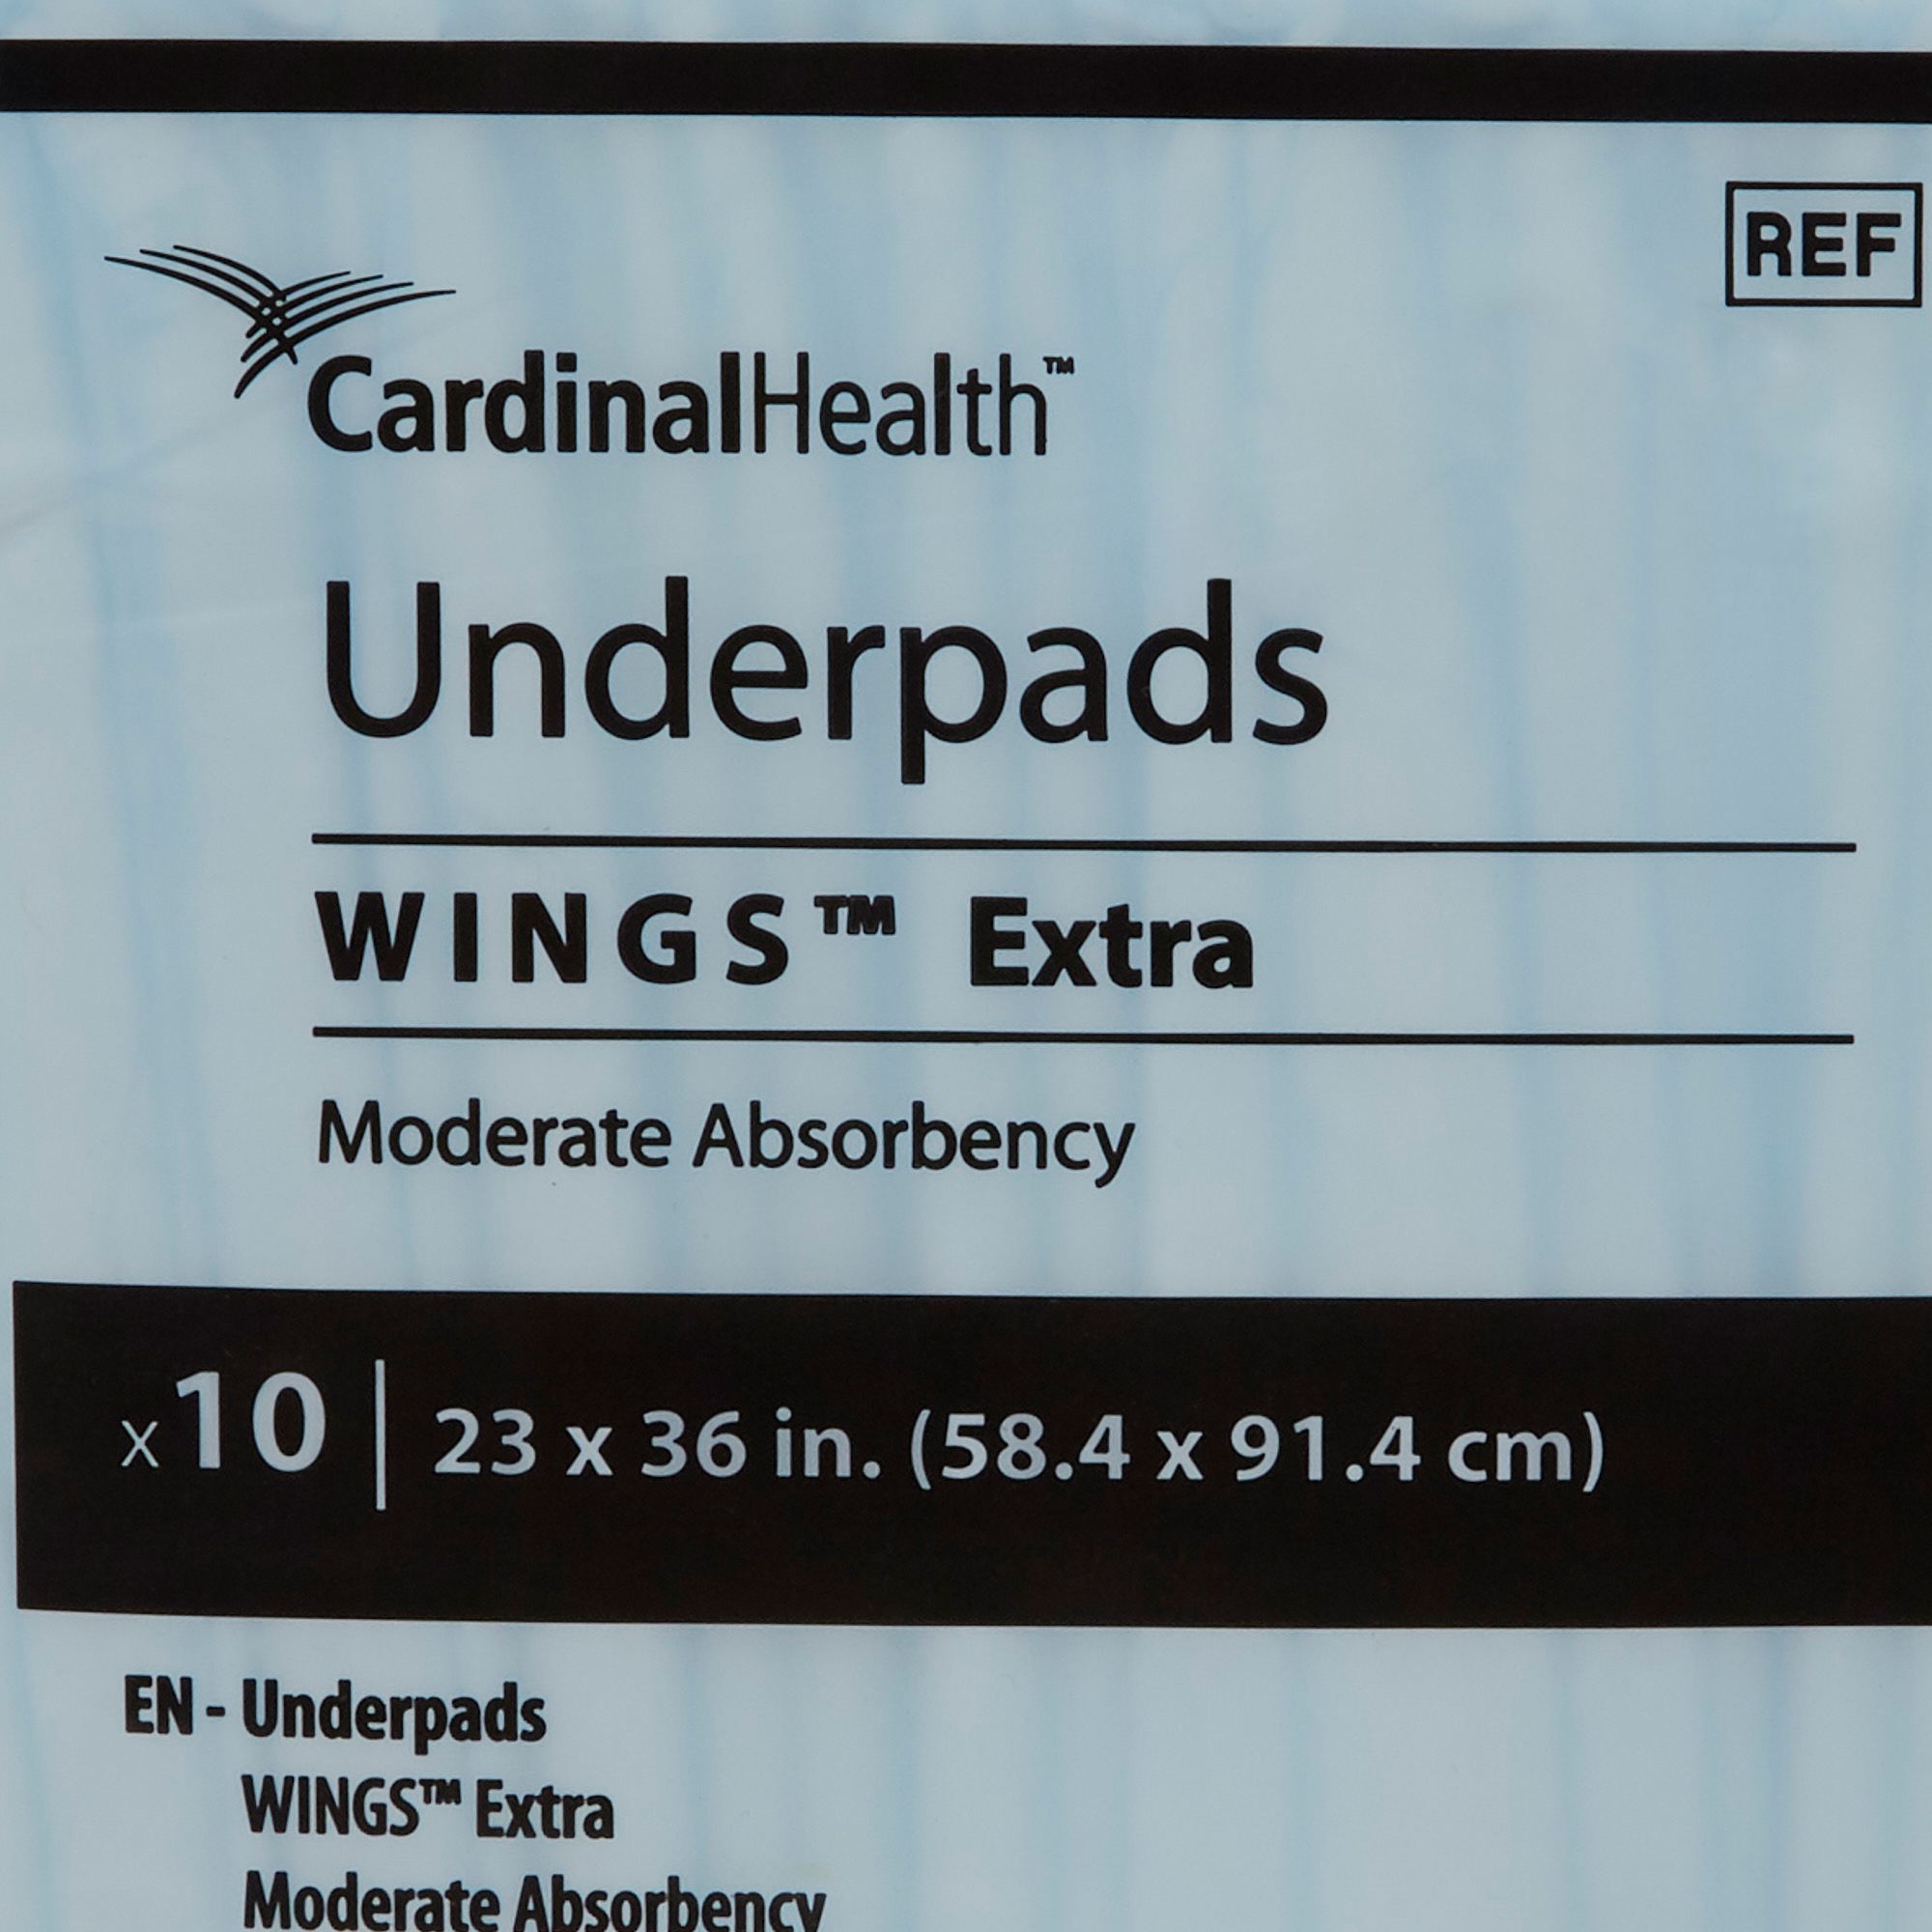 REF
CardinalHealth™
Underpads
WINGS™ Extra
Moderate Absorbency
x10 | 23 x 36 in. (58.4 x 91.4 cm)
EN - Underpads
WINGS™ Extra
Moderate Absorbency